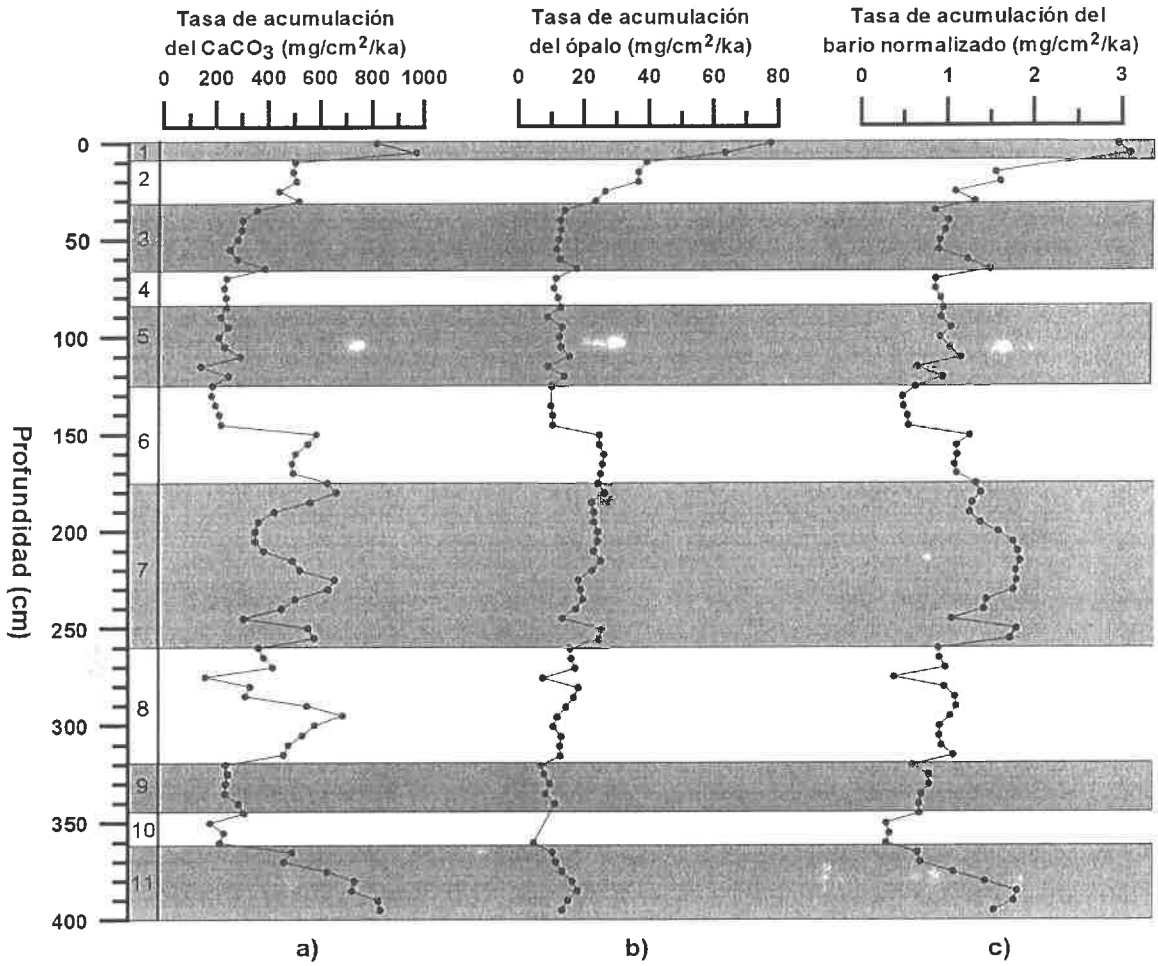 Tasa de acumulación
del CaCO₃ (mg/cm²/ka)
0 200 400 600 800 1000
Tasa de acumulación
del ópalo (mg/cm²/ka)
0 20 40 60 80
Tasa de acumulación del
bario normalizado (mg/cm²/ka)
0 1 2 3
Profundidad (cm)
0
50
100
150
200
250
300
350
400
1
2
3
4
5
6
7
8
9
10
11
a) b) c)